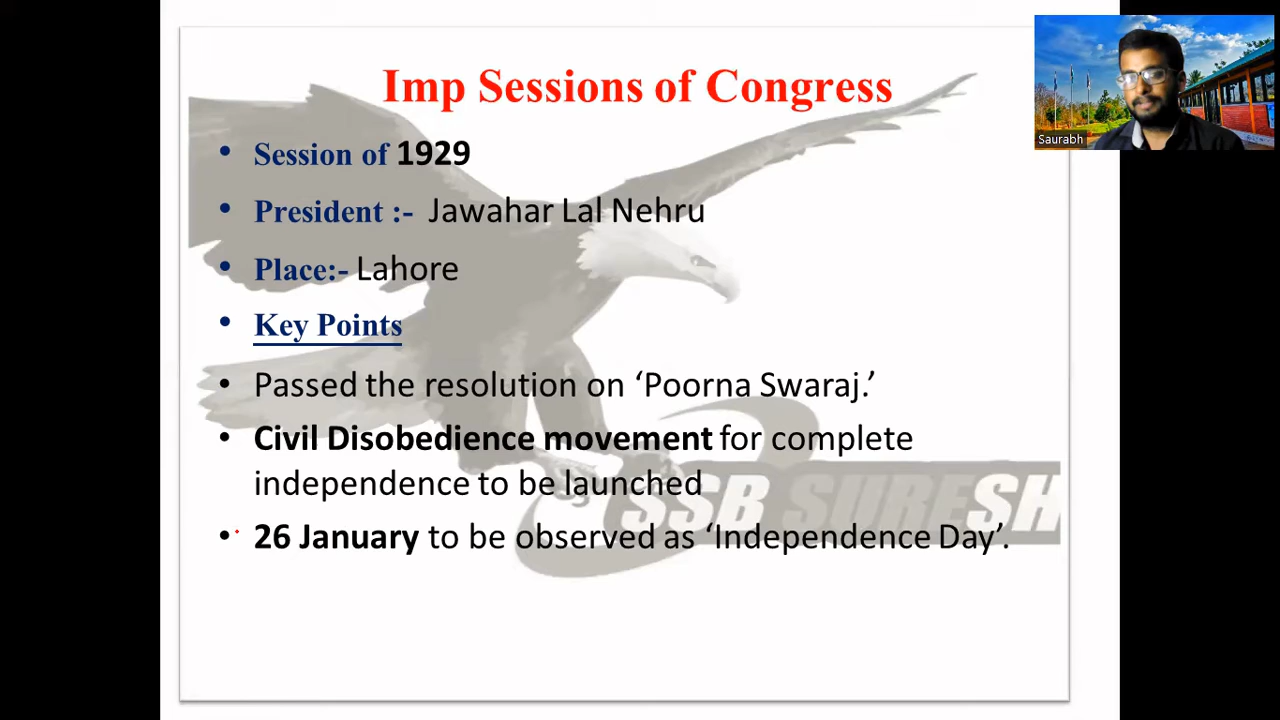 Imp Sessions of Congress
Saurabh
• Session of 1929
• President :- Jawahar Lal Nehru
• Place:- Lahore
• Key Points
• Passed the resolution on ‘Poorna Swaraj.’
• Civil Disobedience movement for complete
independence to be launched
• 26 January to be observed as ‘Independence Day’.
SSB SURESH